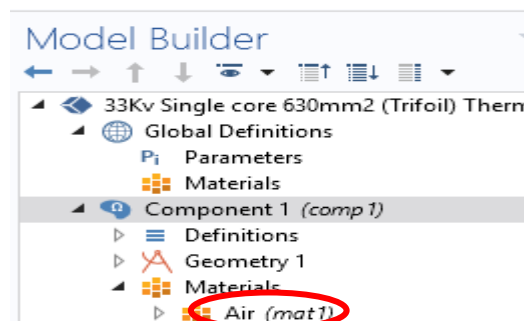 Model Builder
33Kv Single core 630mm2 (Trifoil) Therm
Global Definitions
Pi Parameters
Materials
Component 1 (comp1)
Definitions
Geometry 1
Materials
Air (mat1)